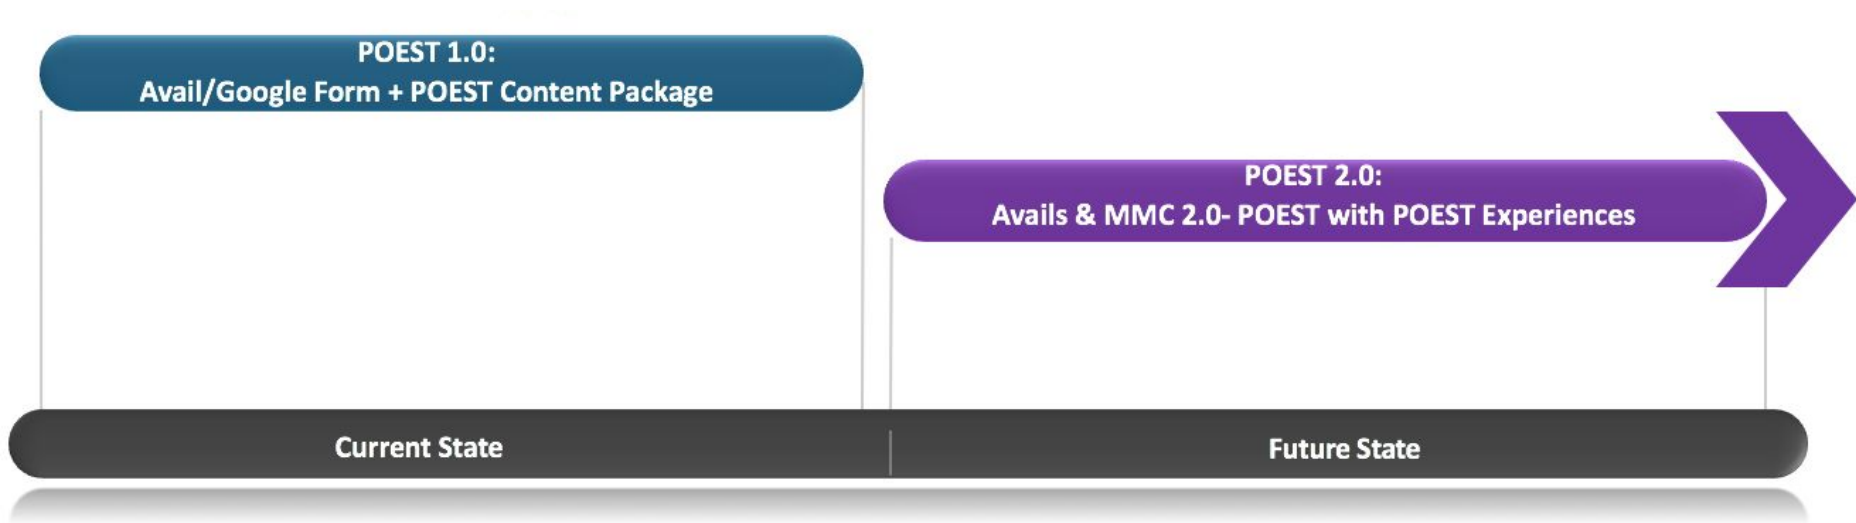 POEST 1.0:
Avail/Google Form + POEST Content Package
POEST 2.0:
Avails & MMC 2.0- POEST with POEST Experiences
Current State
Future State